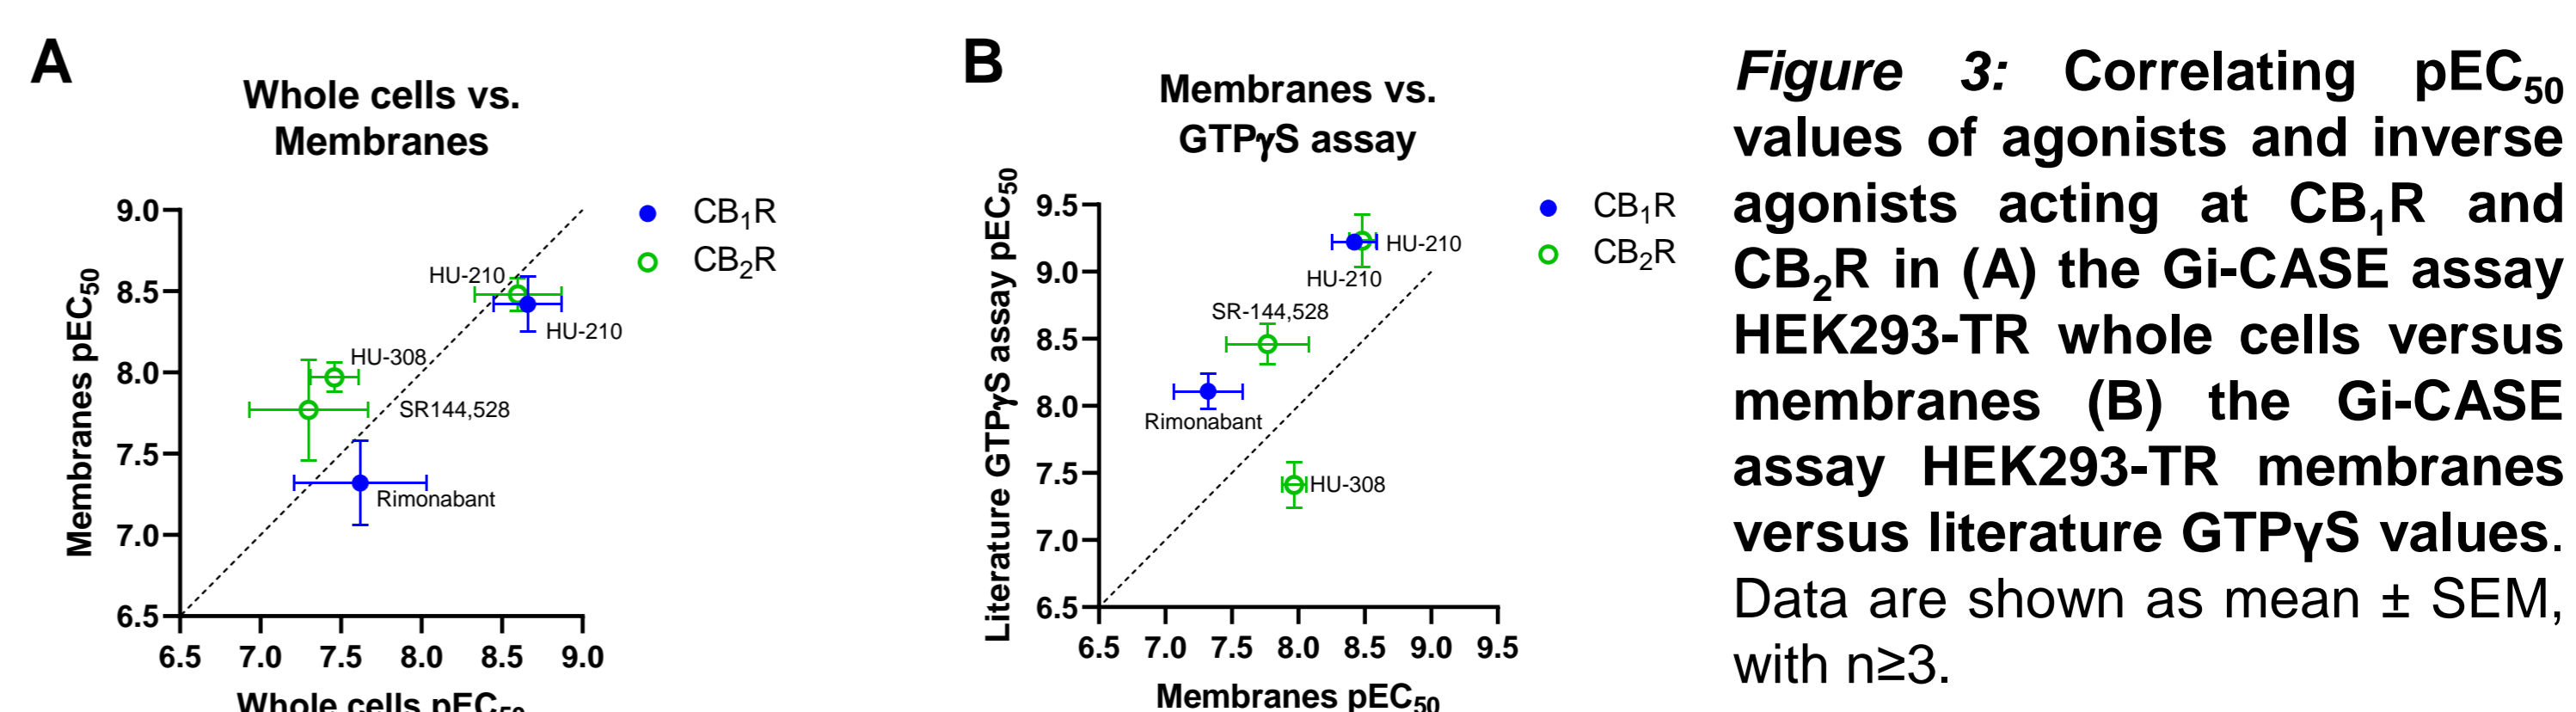 A
Whole cells vs.
Membranes
Membranes pEC50
9.0
8.5
8.0
7.5
7.0
6.5
6.5 7.0 7.5 8.0 8.5 9.0
Whole cells pEC50
HU-210
HU-210
HU-308
SR144,528
Rimonabant
CB1R
CB2R
B
Membranes vs.
GTPγS assay
Literature GTPγS assay pEC50
9.5
9.0
8.5
8.0
7.5
7.0
6.5
6.5 7.0 7.5 8.0 8.5 9.0 9.5
Membranes pEC50
HU-210
HU-210
SR-144,528
Rimonabant
HU-308
CB1R
CB2R
Figure 3: Correlating pEC50
values of agonists and inverse
agonists acting at CB1R and
CB2R in (A) the Gi-CASE assay
HEK293-TR whole cells versus
membranes (B) the Gi-CASE
assay HEK293-TR membranes
versus literature GTPγS values.
Data are shown as mean ± SEM,
with n≥3.